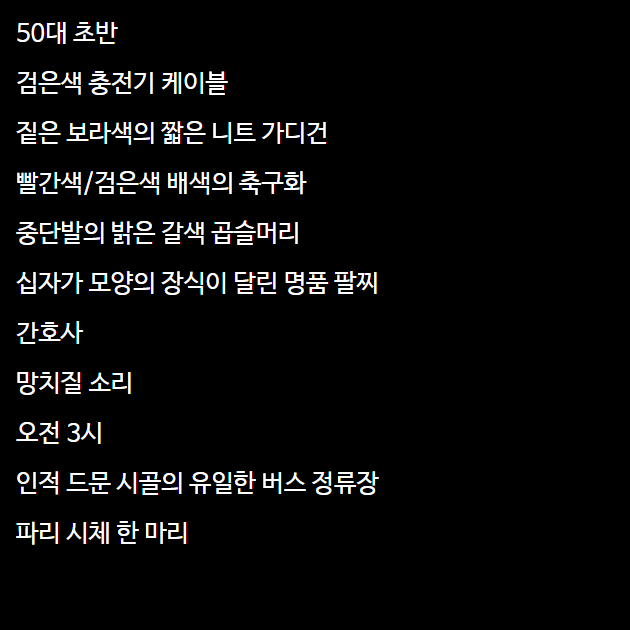 50대 초반
검은색 충전기 케이블
짙은 보라색의 짧은 니트 가디건
빨간색/검은색 배색의 축구화
중단발의 밝은 갈색 곱슬머리
십자가 모양의 장식이 달린 명품 팔찌
간호사
망치질 소리
오전 3시
인적 드문 시골의 유일한 버스 정류장
파리 시체 한 마리